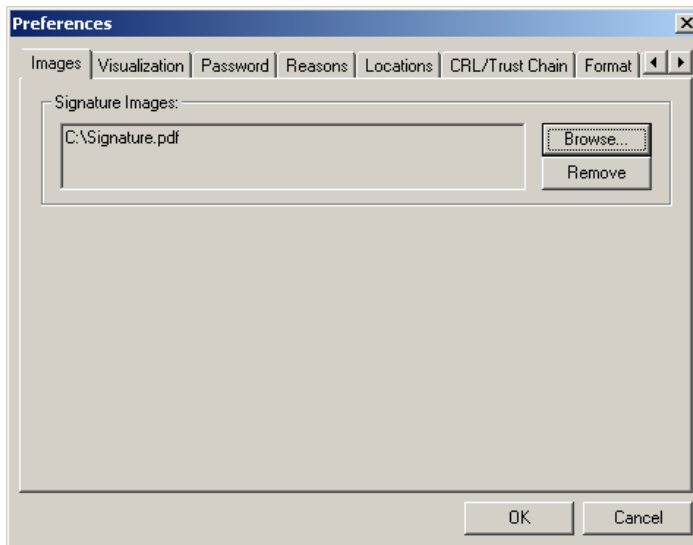 Preferences
Images Visualization Password Reasons Locations CRL/Trust Chain Format
Signature Images:
C:\Signature.pdf
Browse...
Remove
OK Cancel